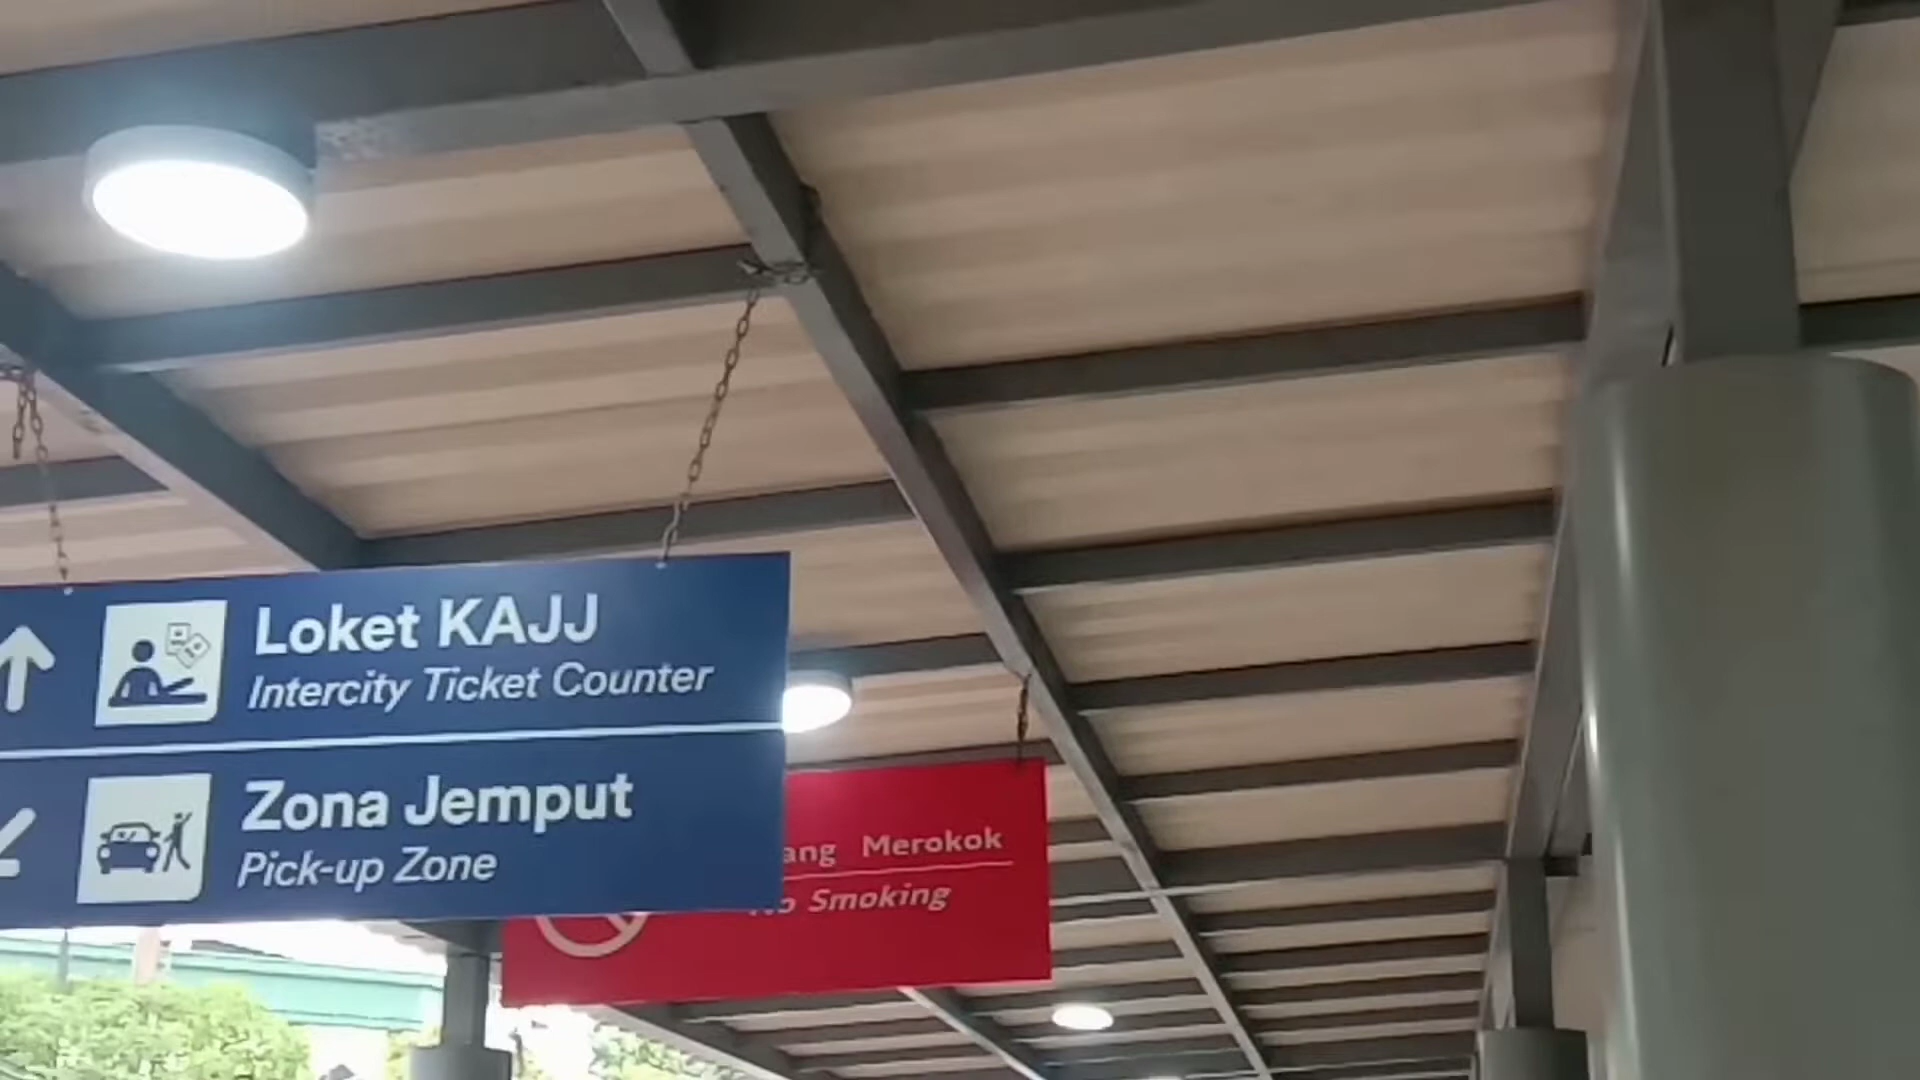 Loket KAJJ
Intercity Ticket Counter
Zona Jemput
Pick-up Zone
Merokok
Smoking